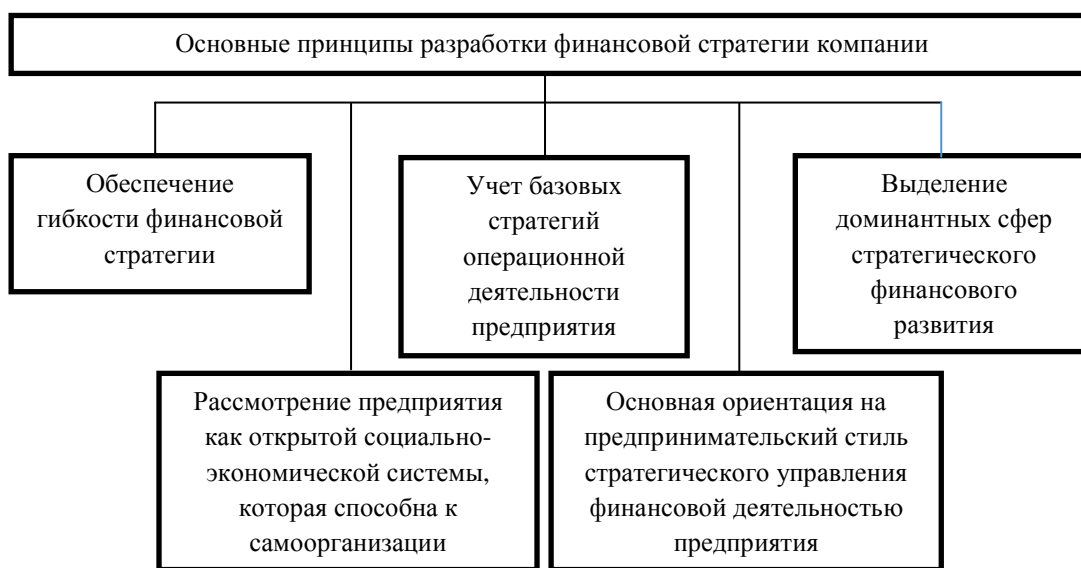 Основные принципы разработки финансовой стратегии компании
Обеспечение
гибкости финансовой
стратегии
Учет базовых
стратегий
операционной
деятельности
предприятия
Выделение
доминантных сфер
стратегического
финансового
развития
Рассмотрение предприятия
как открытой социально-
экономической системы,
которая способна к
самоорганизации
Основная ориентация на
предпринимательский стиль
стратегического управления
финансовой деятельностью
предприятия